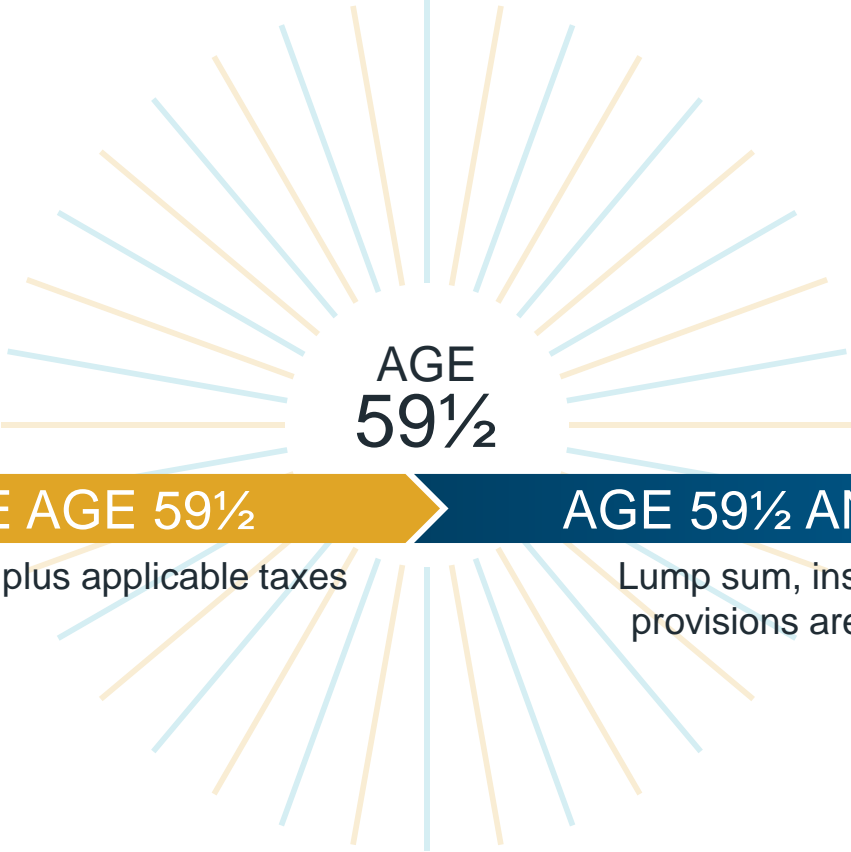 AGE
59½
E AGE 59½
AGE 59½ AN
plus applicable taxes
Lump sum, ins
provisions are